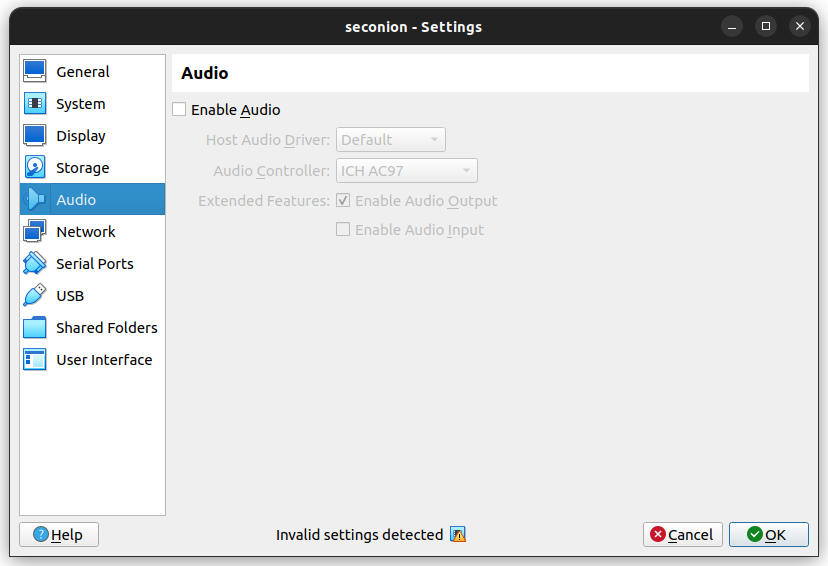 seconion - Settings
General
System
Display
Storage
Audio
Network
Serial Ports
USB
Shared Folders
User Interface
Audio
Enable Audio
Host Audio Driver: Default
Audio Controller: ICH AC97
Extended Features: Enable Audio Output
Enable Audio Input
Help
Invalid settings detected
Cancel
OK